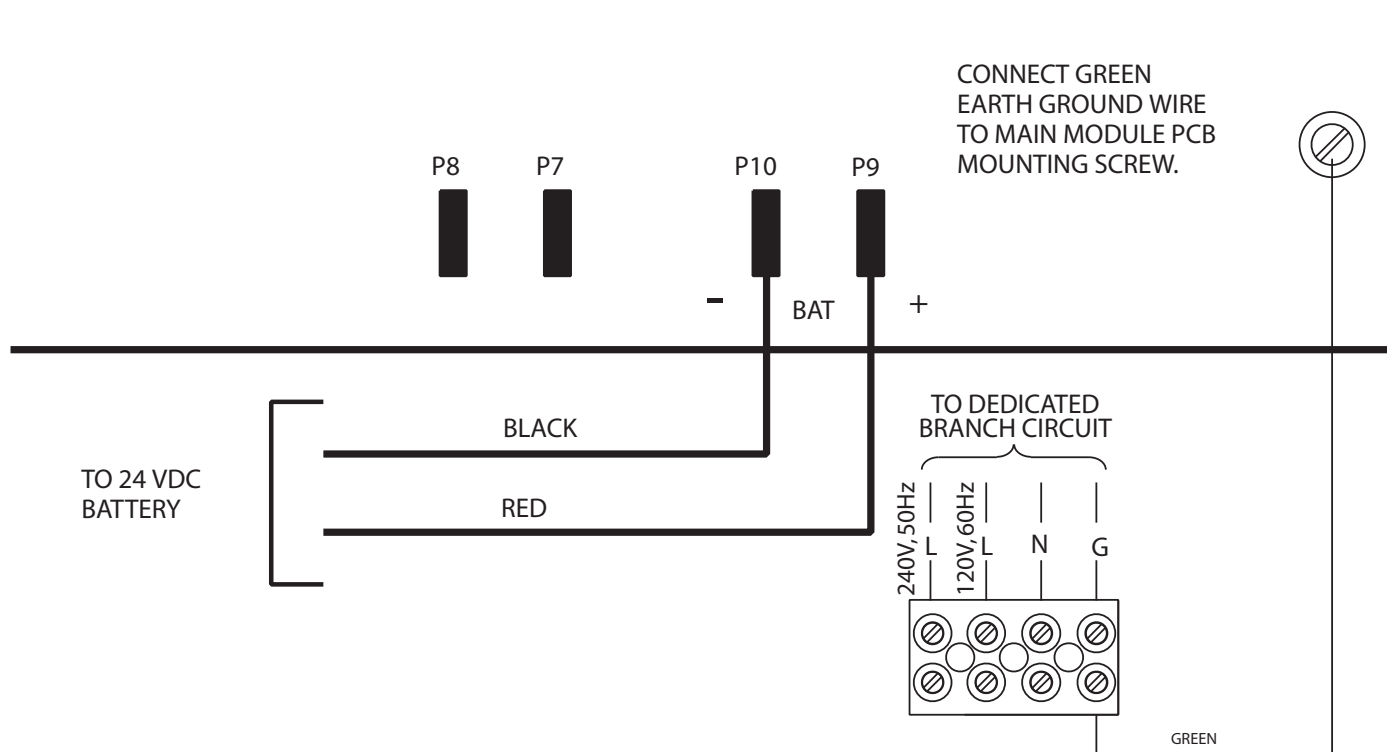 CONNECT GREEN
EARTH GROUND WIRE
TO MAIN MODULE PCB
MOUNTING SCREW.
P8
P7
P10
P9
-
BAT
+
TO DEDICATED
BRANCH CIRCUIT
BLACK
TO 24 VDC
BATTERY
RED
240V,50Hz
L
120V,60Hz
L
N
G
GREEN